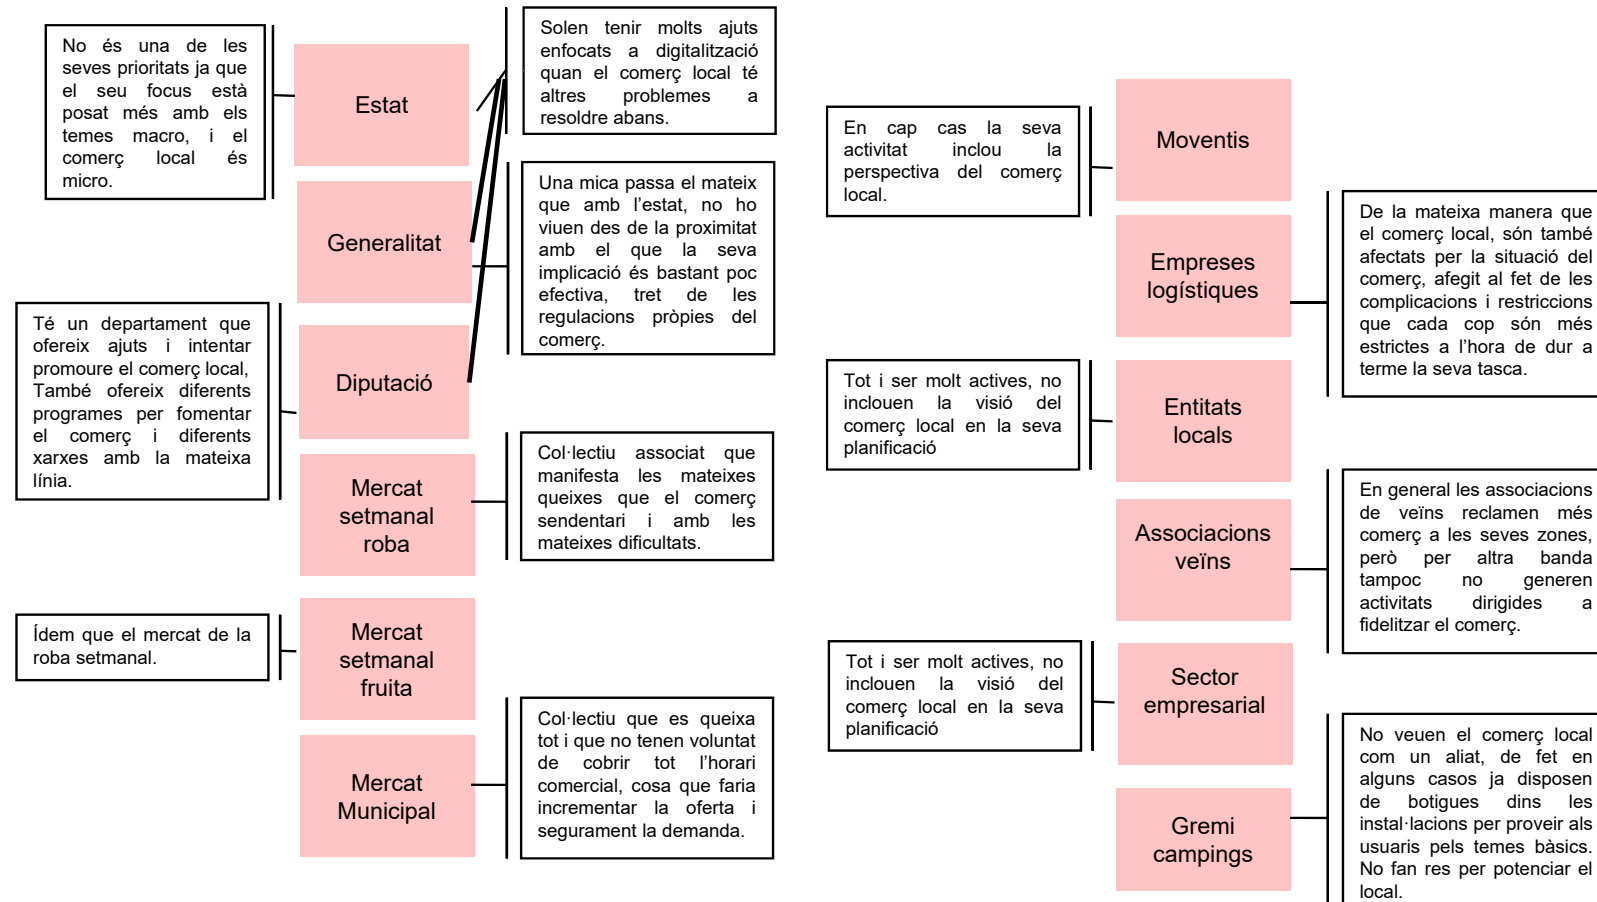 No és una de les
seves prioritats ja que
el seu focus està
posat més amb els
temes macro, i el
comerç local és
micro.
Estat
Solen tenir molts ajuts
enfocats a digitalització
quan el comerç local té
altres problemes a
resoldre abans.
Generalitat
Una mica passa el mateix
que amb l'estat, no ho
viuen des de la proximitat
amb el que la seva
implicació és bastant poc
efectiva, tret de les
regulacions pròpies del
comerç.
Té un departament que
ofereix ajuts i intentar
promoure el comerç local,
També ofereix diferents
programes per fomentar
el comerç i diferents
xarxes amb la mateixa
línia.
Diputació
Mercat
setmanal
roba
Col·lectiu associat que
manifesta les mateixes
queixes que el comerç
sendentari i amb les
mateixes dificultats.
Ídem que el mercat de la
roba setmanal.
Mercat
setmanal
fruita
Mercat
Municipal
Col·lectiu que es queixa
tot i que no tenen voluntat
de cobrir tot l'horari
comercial, cosa que faria
incrementar la oferta i
segurament la demanda.
En cap cas la seva
activitat inclou la
perspectiva del comerç
local.
Moventis
Empreses
logístiques
De la mateixa manera que
el comerç local, són també
afectats per la situació del
comerç, afegit al fet de les
complicacions i restriccions
que cada cop són més
estrictes a l'hora de dur a
terme la seva tasca.
Tot i ser molt actives, no
inclouen la visió del
comerç local en la seva
planificació
Entitats
locals
Associacions
veïns
En general les associacions
de veïns reclamen més
comerç a les seves zones,
però per altra banda
tampoc no generen
activitats dirigides a
fidelitzar el comerç.
Tot i ser molt actives, no
inclouen la visió del
comerç local en la seva
planificació
Sector
empresarial
Gremi
campings
No veuen el comerç local
com un aliat, de fet en
alguns casos ja disposen
de botigues dins les
instal·lacions per proveir als
usuaris pels temes bàsics.
No fan res per potenciar el
local.